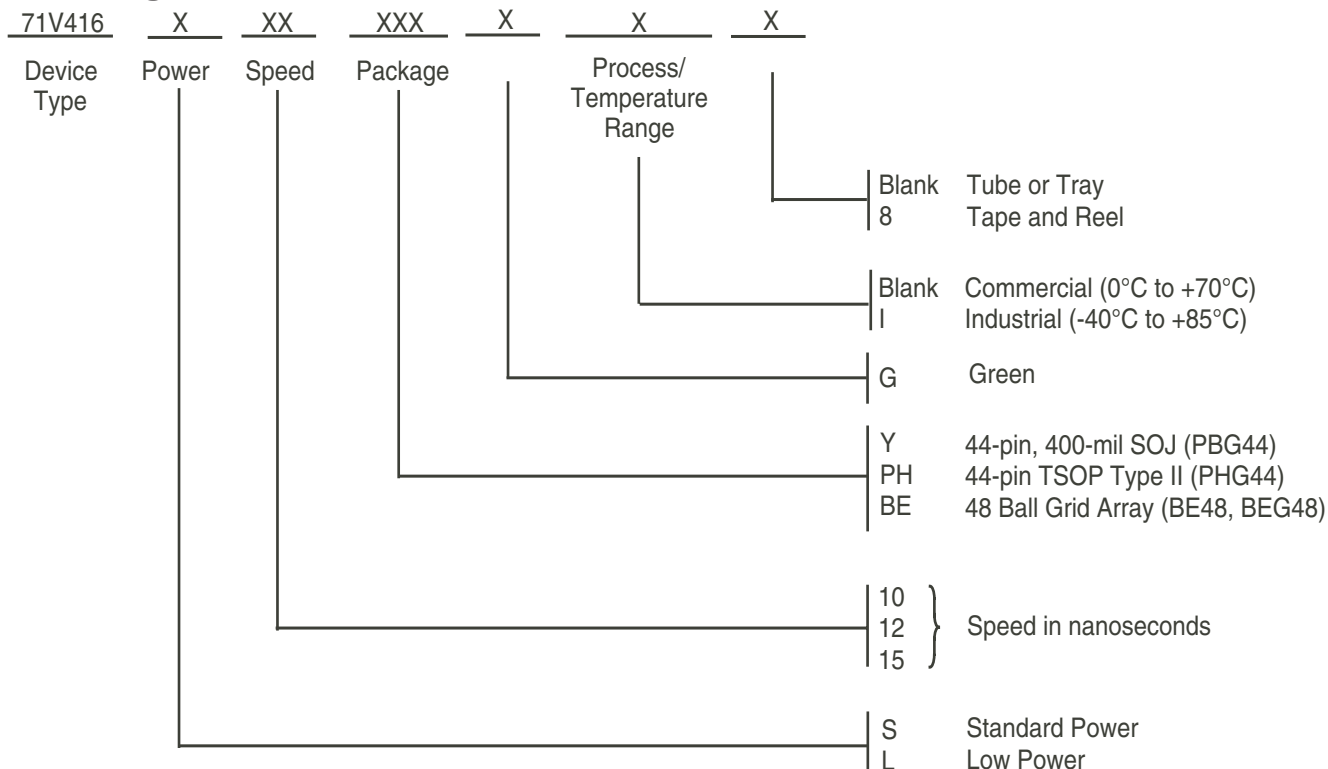 71V416 X XX XXX X X X
Device Type
Power
Speed
Package
Process/
Temperature
Range
Blank Tube or Tray
8 Tape and Reel
Blank Commercial (0°C to +70°C)
I Industrial (-40°C to +85°C)
G Green
Y 44-pin, 400-mil SOJ (PBG44)
PH 44-pin TSOP Type II (PHG44)
BE 48 Ball Grid Array (BE48, BEG48)
10
12 Speed in nanoseconds
15
S Standard Power
L Low Power